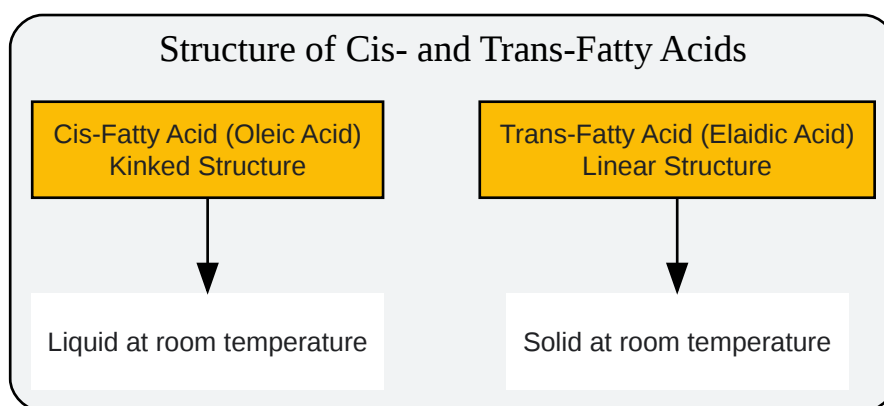 Structure of Cis- and Trans-Fatty Acids
Cis-Fatty Acid (Oleic Acid)
Kinked Structure
Trans-Fatty Acid (Elaidic Acid)
Linear Structure
Liquid at room temperature
Solid at room temperature